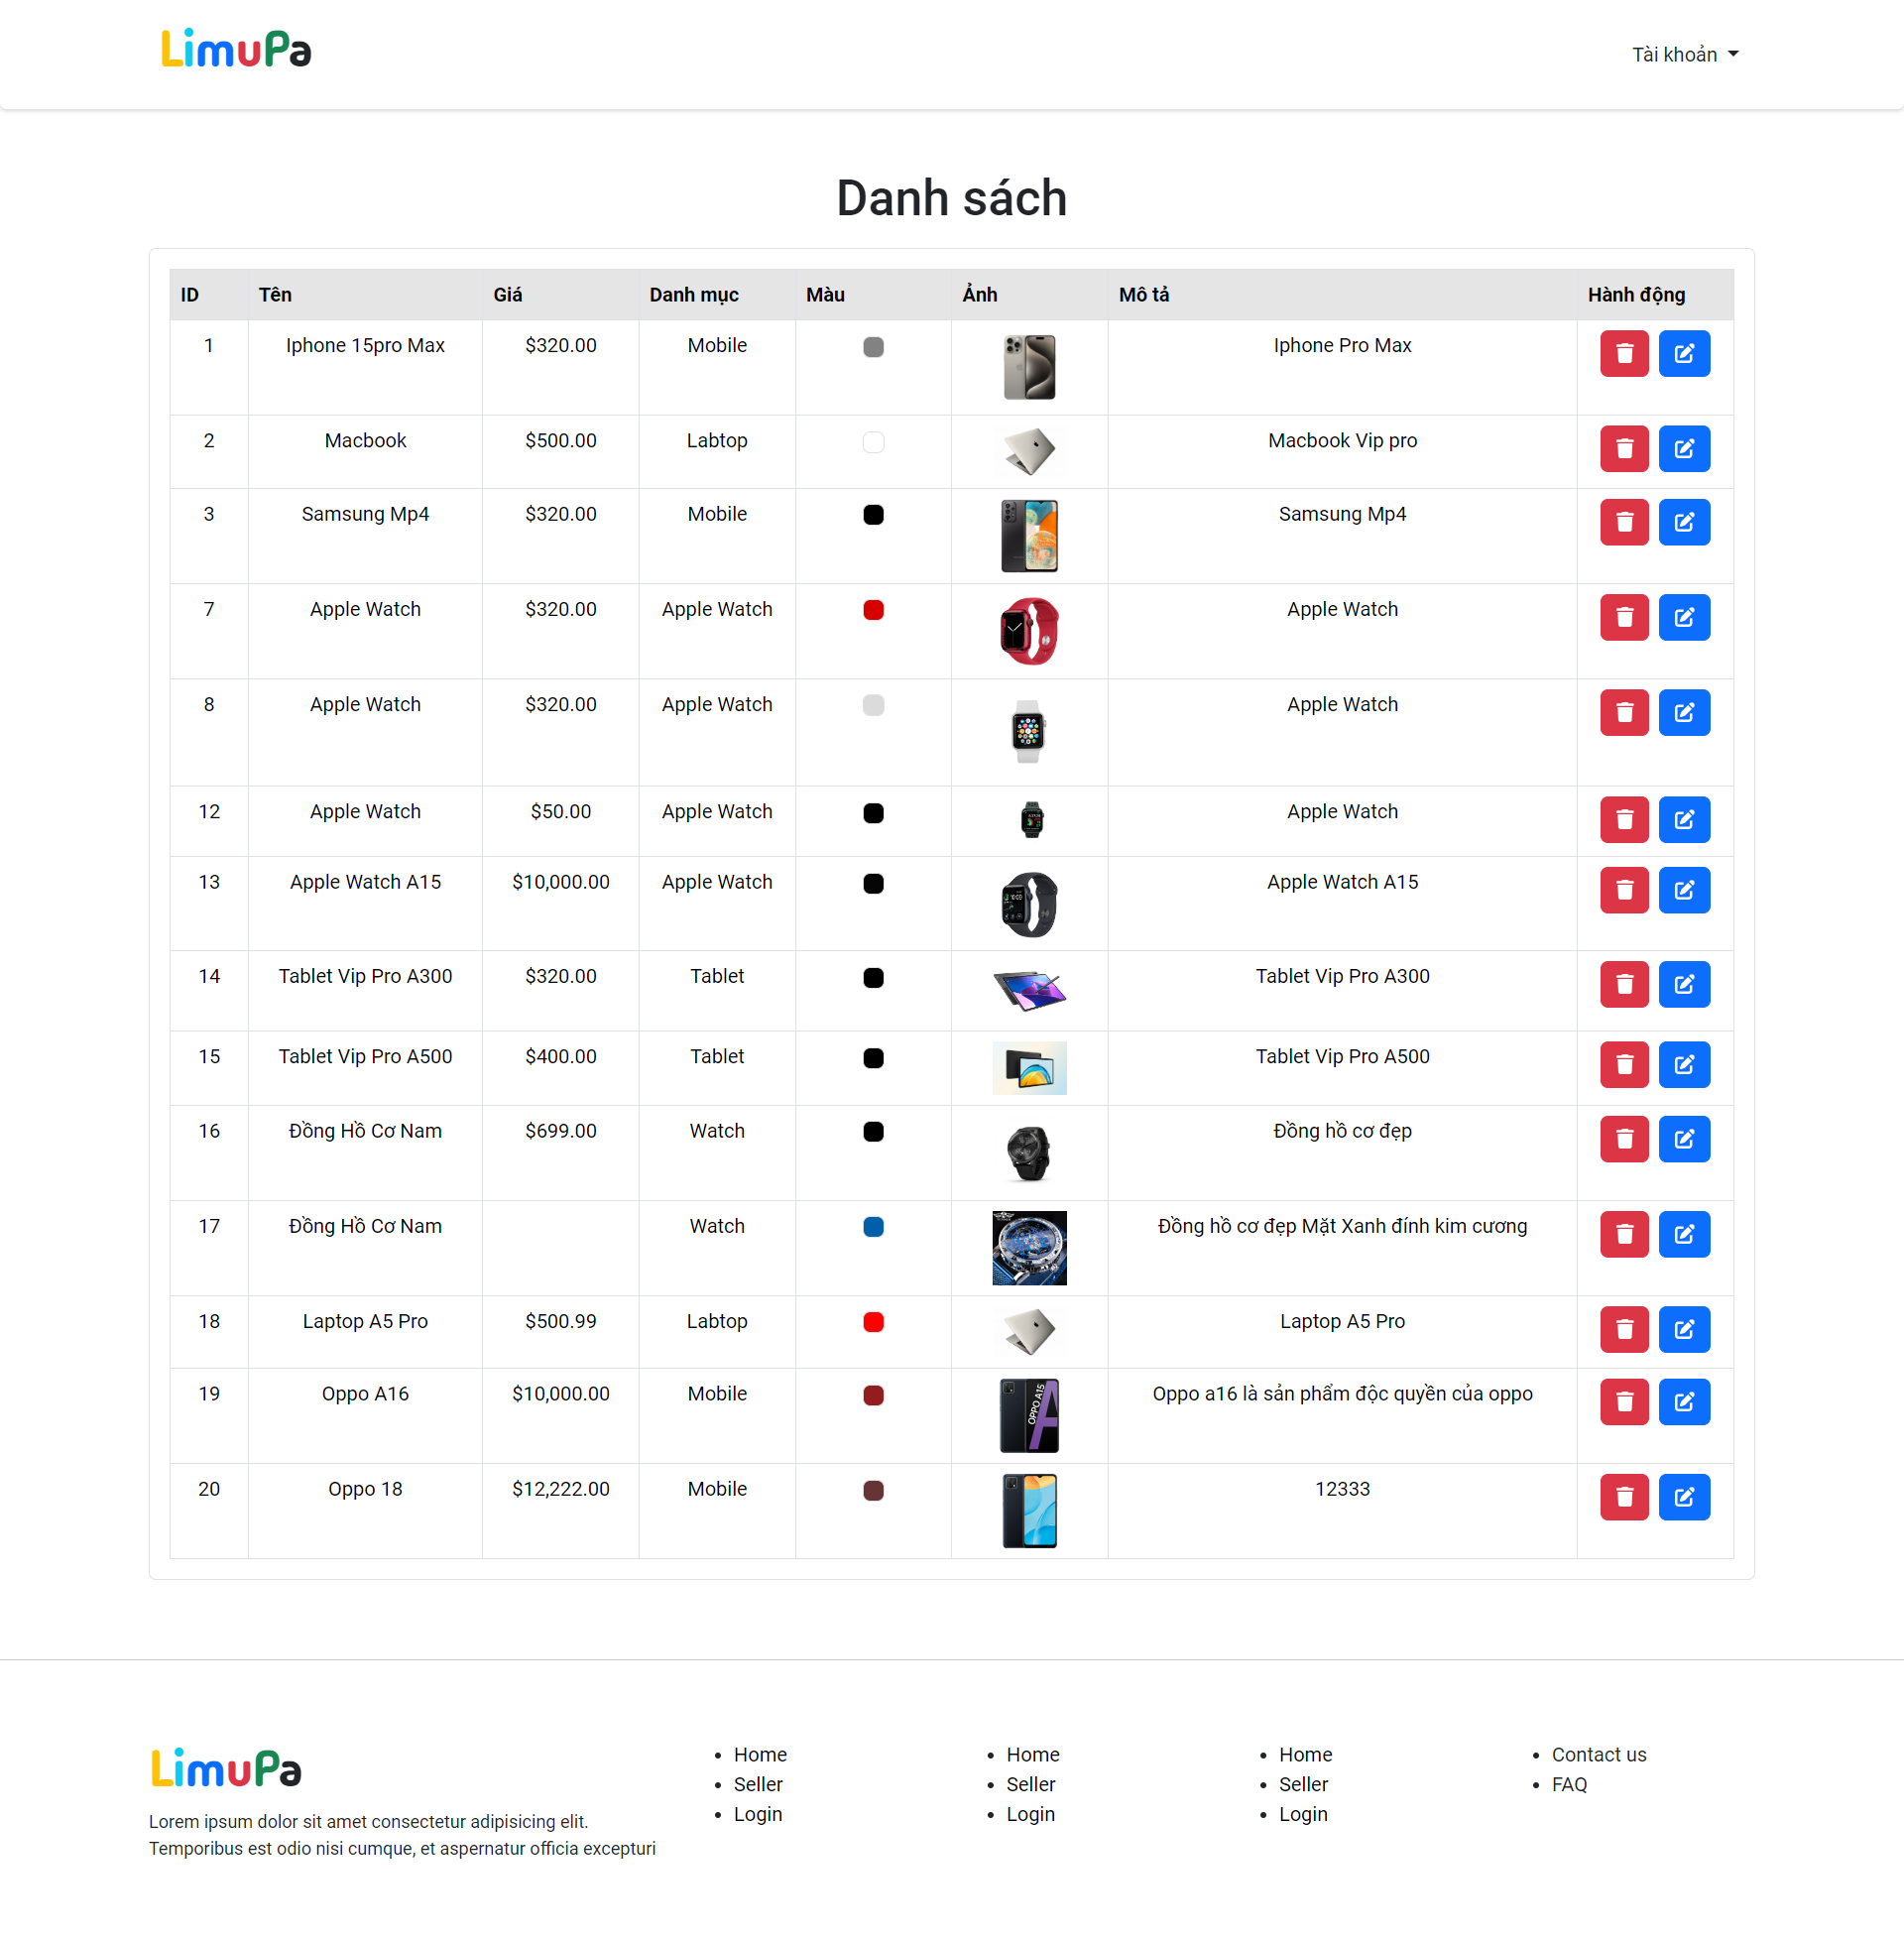 LimuPa
Tài khoản
Danh sách
ID Tên Giá Danh mục Màu Ảnh Mô tả Hành động
1 Iphone 15pro Max $320.00 Mobile Iphone Pro Max
2 Macbook $500.00 Labtop Macbook Vip pro
3 Samsung Mp4 $320.00 Mobile Samsung Mp4
7 Apple Watch $320.00 Apple Watch Apple Watch
8 Apple Watch $320.00 Apple Watch Apple Watch
12 Apple Watch $50.00 Apple Watch Apple Watch
13 Apple Watch A15 $10,000.00 Apple Watch Apple Watch A15
14 Tablet Vip Pro A300 $320.00 Tablet Tablet Vip Pro A300
15 Tablet Vip Pro A500 $400.00 Tablet Tablet Vip Pro A500
16 Đồng Hồ Cơ Nam $699.00 Watch Đồng hồ cơ đẹp
17 Đồng Hồ Cơ Nam Watch Đồng hồ cơ đẹp Mặt Xanh đính kim cương
18 Laptop A5 Pro $500.99 Labtop Laptop A5 Pro
19 Oppo A16 $10,000.00 Mobile OPPO A15 Oppo a16 là sản phẩm độc quyền của oppo
20 Oppo 18 $12,222.00 Mobile 12333
LimuPa
Lorem ipsum dolor sit amet consectetur adipisicing elit.
Temporibus est odio nisi cumque, et aspernatur officia excepturi
Home
Seller
Login
Home
Seller
Login
Home
Seller
Login
Contact us
FAQ